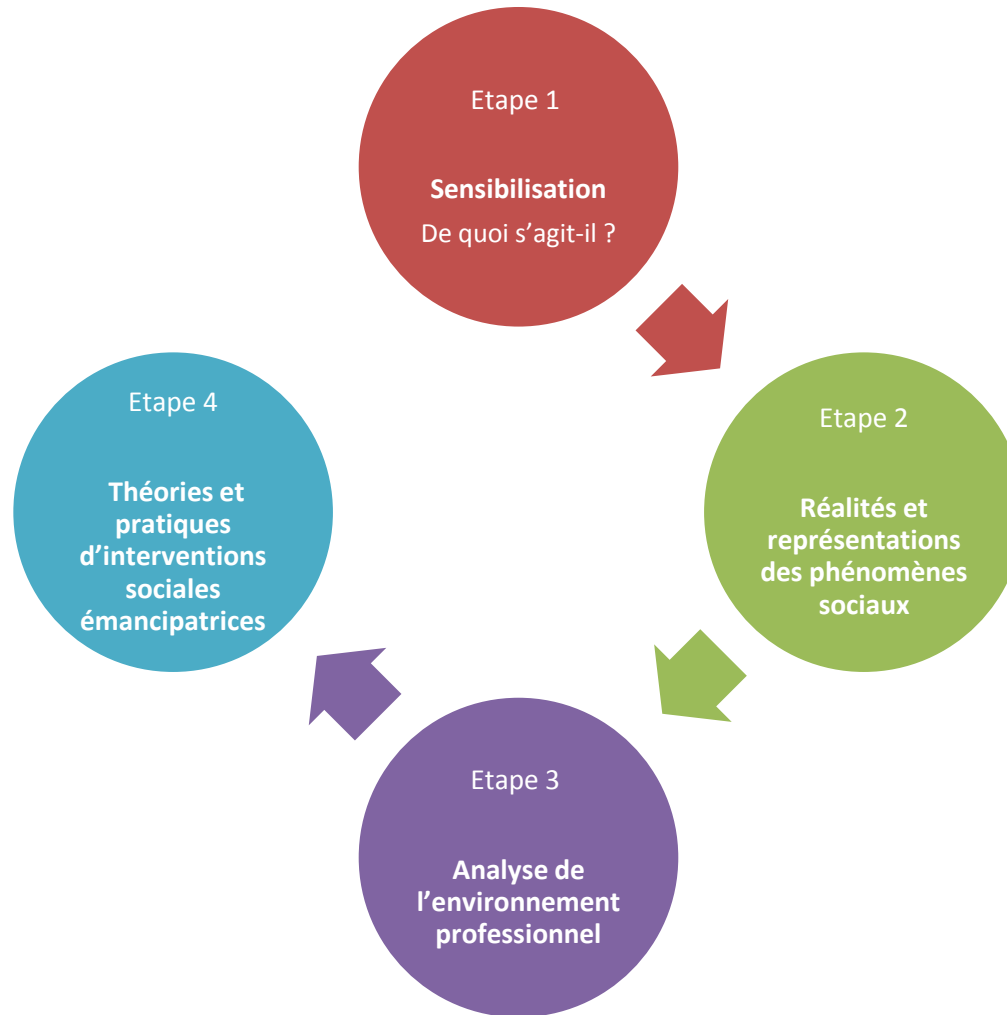 Etape 1
Sensibilisation
De quoi s’agit-il ?
Etape 2
Réalités et
représentations
des phénomènes
sociaux
Etape 3
Analyse de
l’environnement
professionnel
Etape 4
Théories et
pratiques
d’interventions
sociales
émancipatrices